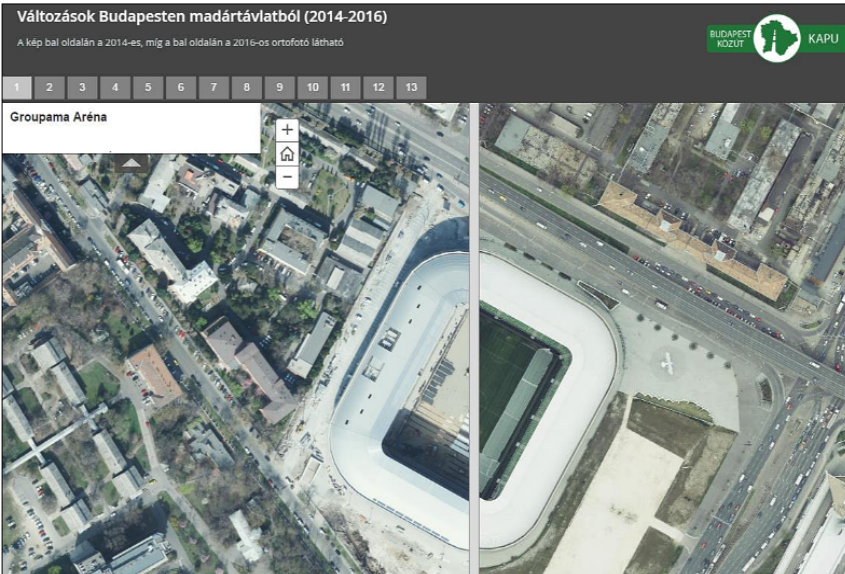 Változások Budapesten madártávlatból (2014-2016)
A kép bal oldalán a 2014-es, míg a bal oldalán a 2016-os ortofotó látható
BUDAPEST
KÖZÚT
KAPU
1 2 3 4 5 6 7 8 9 10 11 12 13
Groupama Aréna
+
−